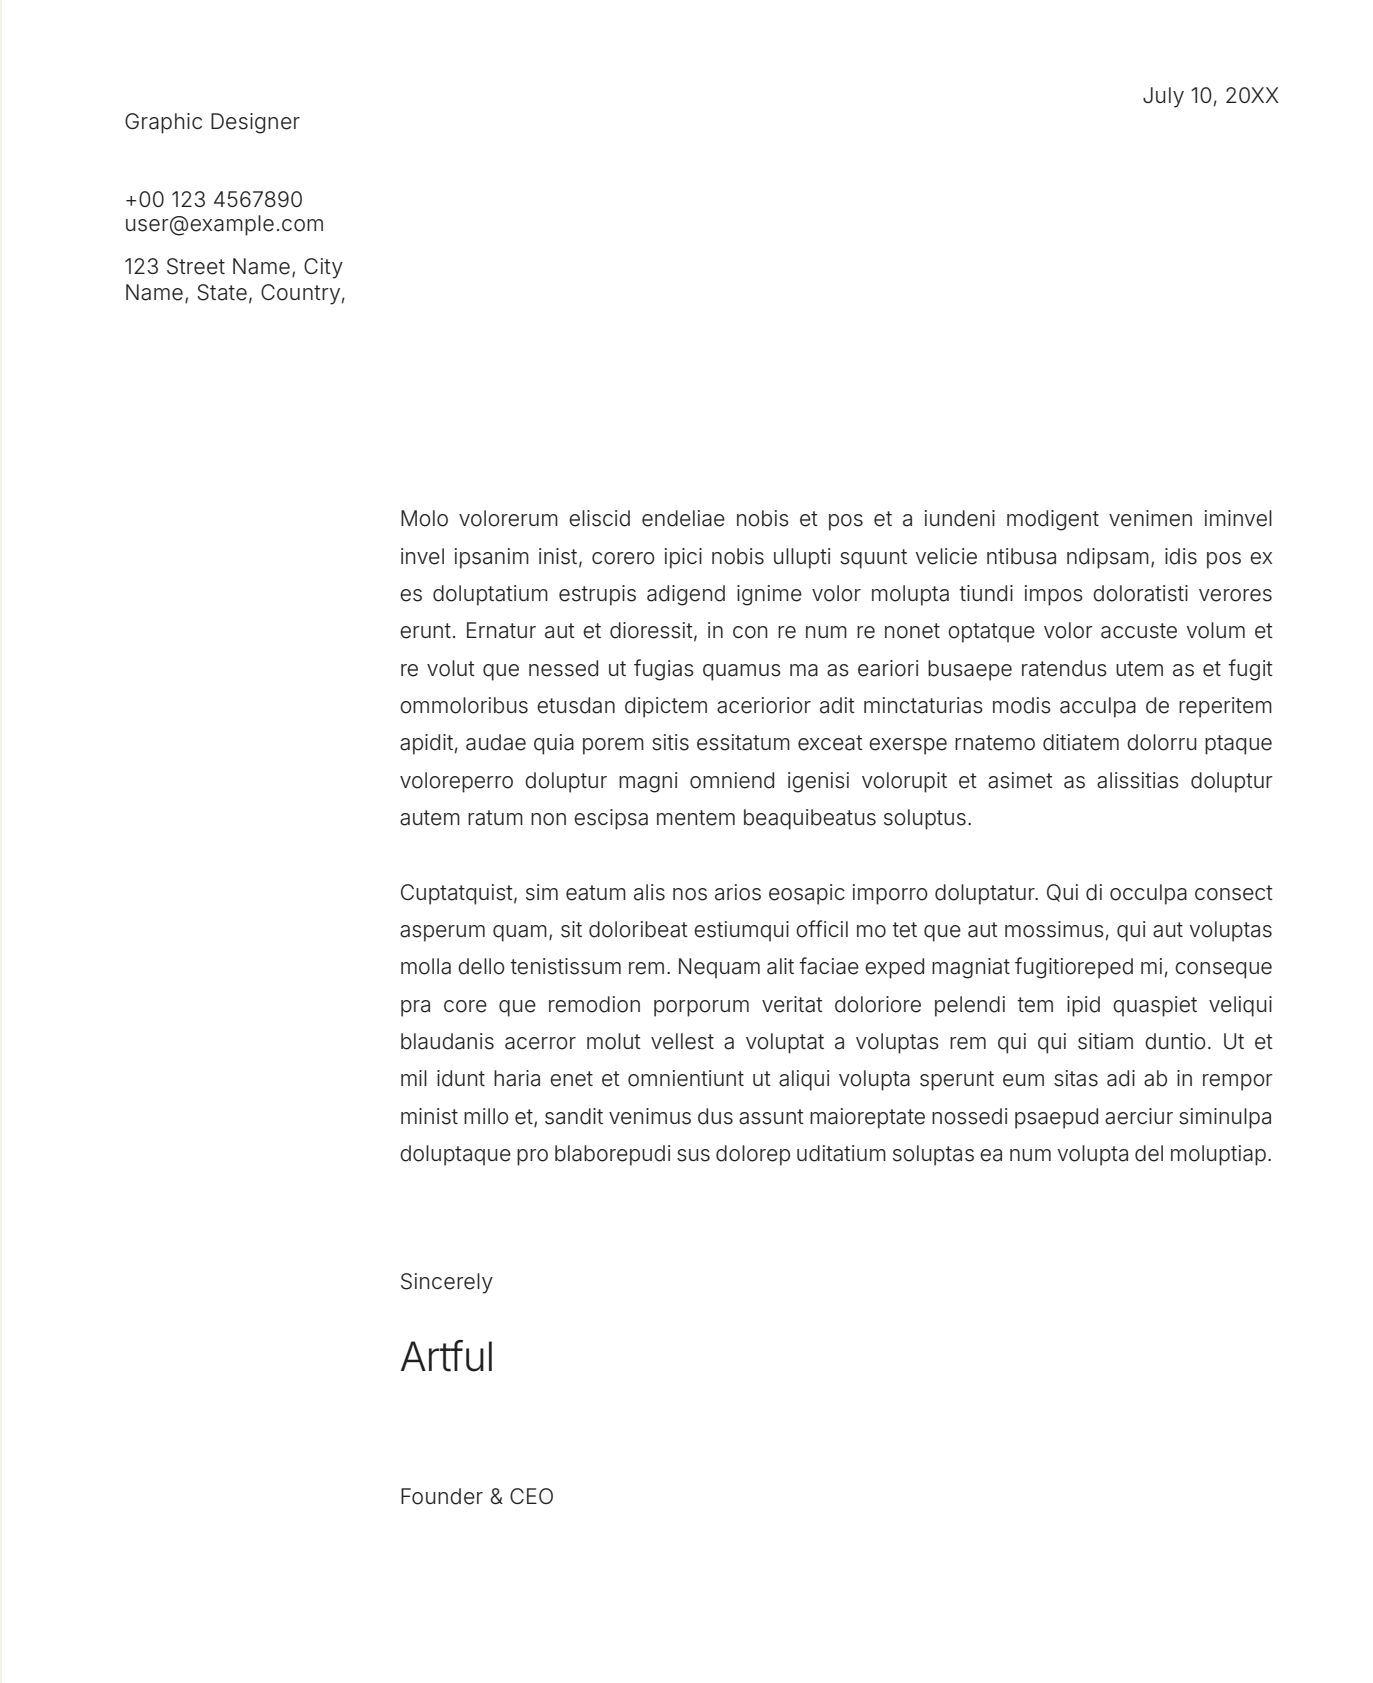 July 10, 20XX
Graphic Designer
+00 123 4567890
user@example.com
123 Street Name, City
Name, State, Country,
Molo volorerum eliscid endeliae nobis et pos et a iundeni modigent venimen iminvel
invel ipsanim inist, corero ipici nobis ullupti squunt velicie ntibusa ndipsam, idis pos ex
es doluptatium estrupis adigend ignime volor molupta tiundi impos doloratisti verores
erunt. Ernatur aut et dioressit, in con re num re nonet optatque volor accuste volum et
re volut que nessed ut fugias quamus ma as eariori busaepe ratendus utem as et fugit
ommoloribus etusdan dipictem aceriorior adit minctaturias modis acculpa de reperitem
apidit, audae quia porem sitis essitatum exceat exerspe rnatemo ditiatem dolorru ptaque
voloreperro doluptur magni omniend igenisi volorupit et asimet as alissitias doluptur
autem ratum non escipsa mentem beaquibeatus soluptus.
Cuptatquist, sim eatum alis nos arios eosapic imporro doluptatur. Qui di occulpa consect
asperum quam, sit doloribeat estiumqui officil mo tet que aut mossimus, qui aut voluptas
molla dello tenistissum rem. Nequam alit faciae exped magniat fugitioreped mi, conseque
pra core que remodion porporum veritat doloriore pelendi tem ipid quaspiet veliqui
blaudanis acerror molut vellest a voluptat a voluptas rem qui qui sitiam duntio. Ut et
mil idunt haria enet et omnientiunt ut aliqui volupta sperunt eum sitas adi ab in rempor
minist millo et, sandit venimus dus assunt maioreptate nossedi psaepud aerciur siminulpa
doluptaque pro blaborepudi sus dolorep uditatium soluptas ea num volupta del moluptiap.
Sincerely
Artful
Founder & CEO